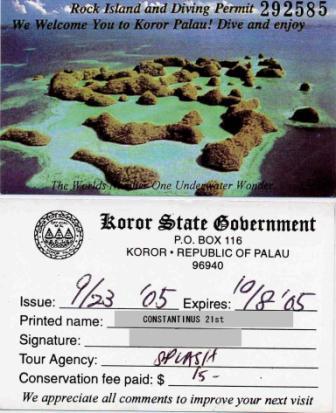 Rock Island and Diving Permit 292585
We Welcome You to Koror Palau! Dive and enjoy
The Worlds Number One Underwater Wonder
Koror State Government
P.O. BOX 116
KOROR • REPUBLIC OF PALAU
96940
Issue: 9/23 '05 Expires: 10/8 '05
Printed name: CONSTANTINUS 21st
Signature:
Tour Agency: SPLASH
Conservation fee paid: $ 15-
We appreciate all comments to improve your next visit